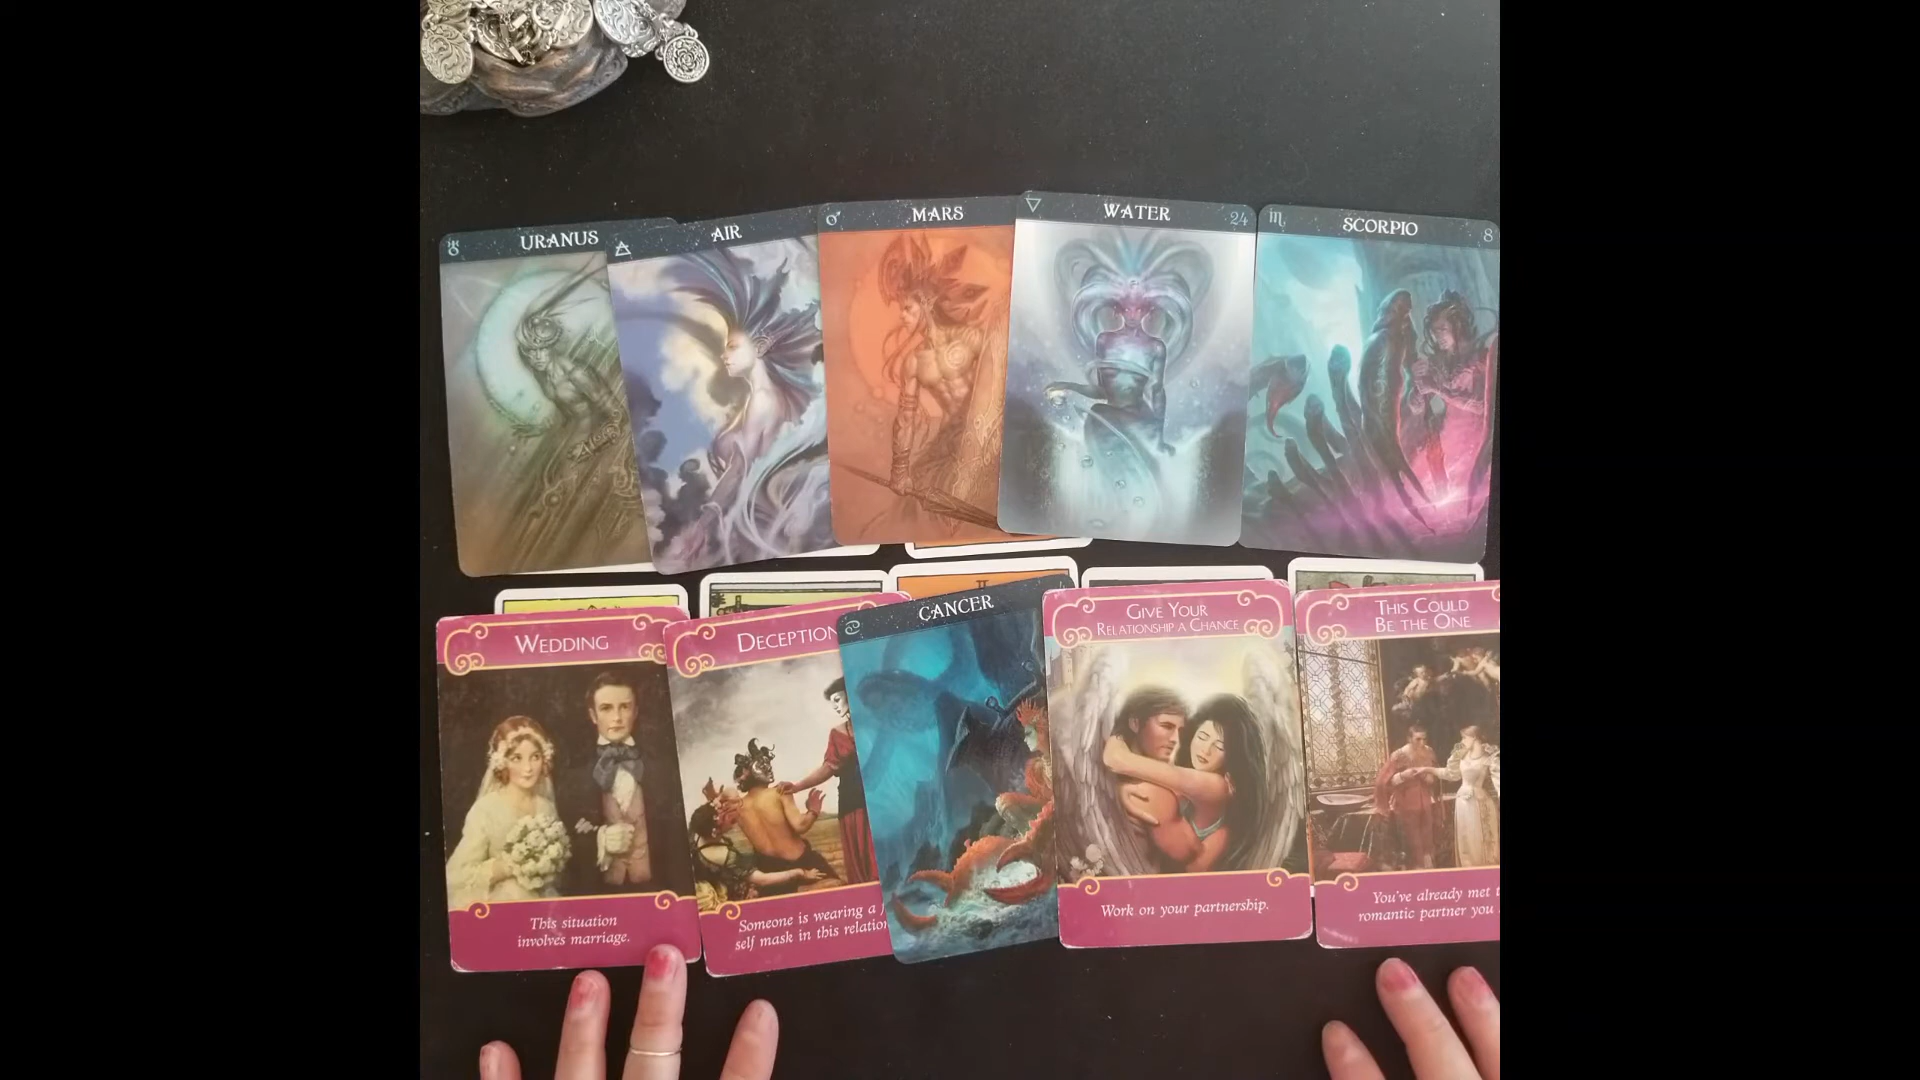 URANUS
AIR
MARS
WATER
24
SCORPIO
8
II
WEDDING
This situation
involves marriage.
DECEPTION
Someone is wearing a
self mask in this
CANCER
GIVE YOUR
RELATIONSHIP A CHANCE
Work on your partnership.
THIS COULD
BE THE ONE
You've already met
romantic partner you